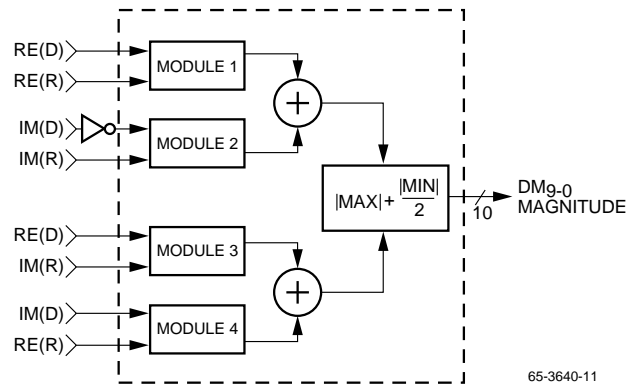 RE(D)
RE(R)
MODULE 1
+
IM(D)
IM(R)
MODULE 2
|MAX| + |MIN|
2
10
DM9-0
MAGNITUDE
RE(D)
IM(R)
MODULE 3
+
IM(D)
RE(R)
MODULE 4
65-3640-11